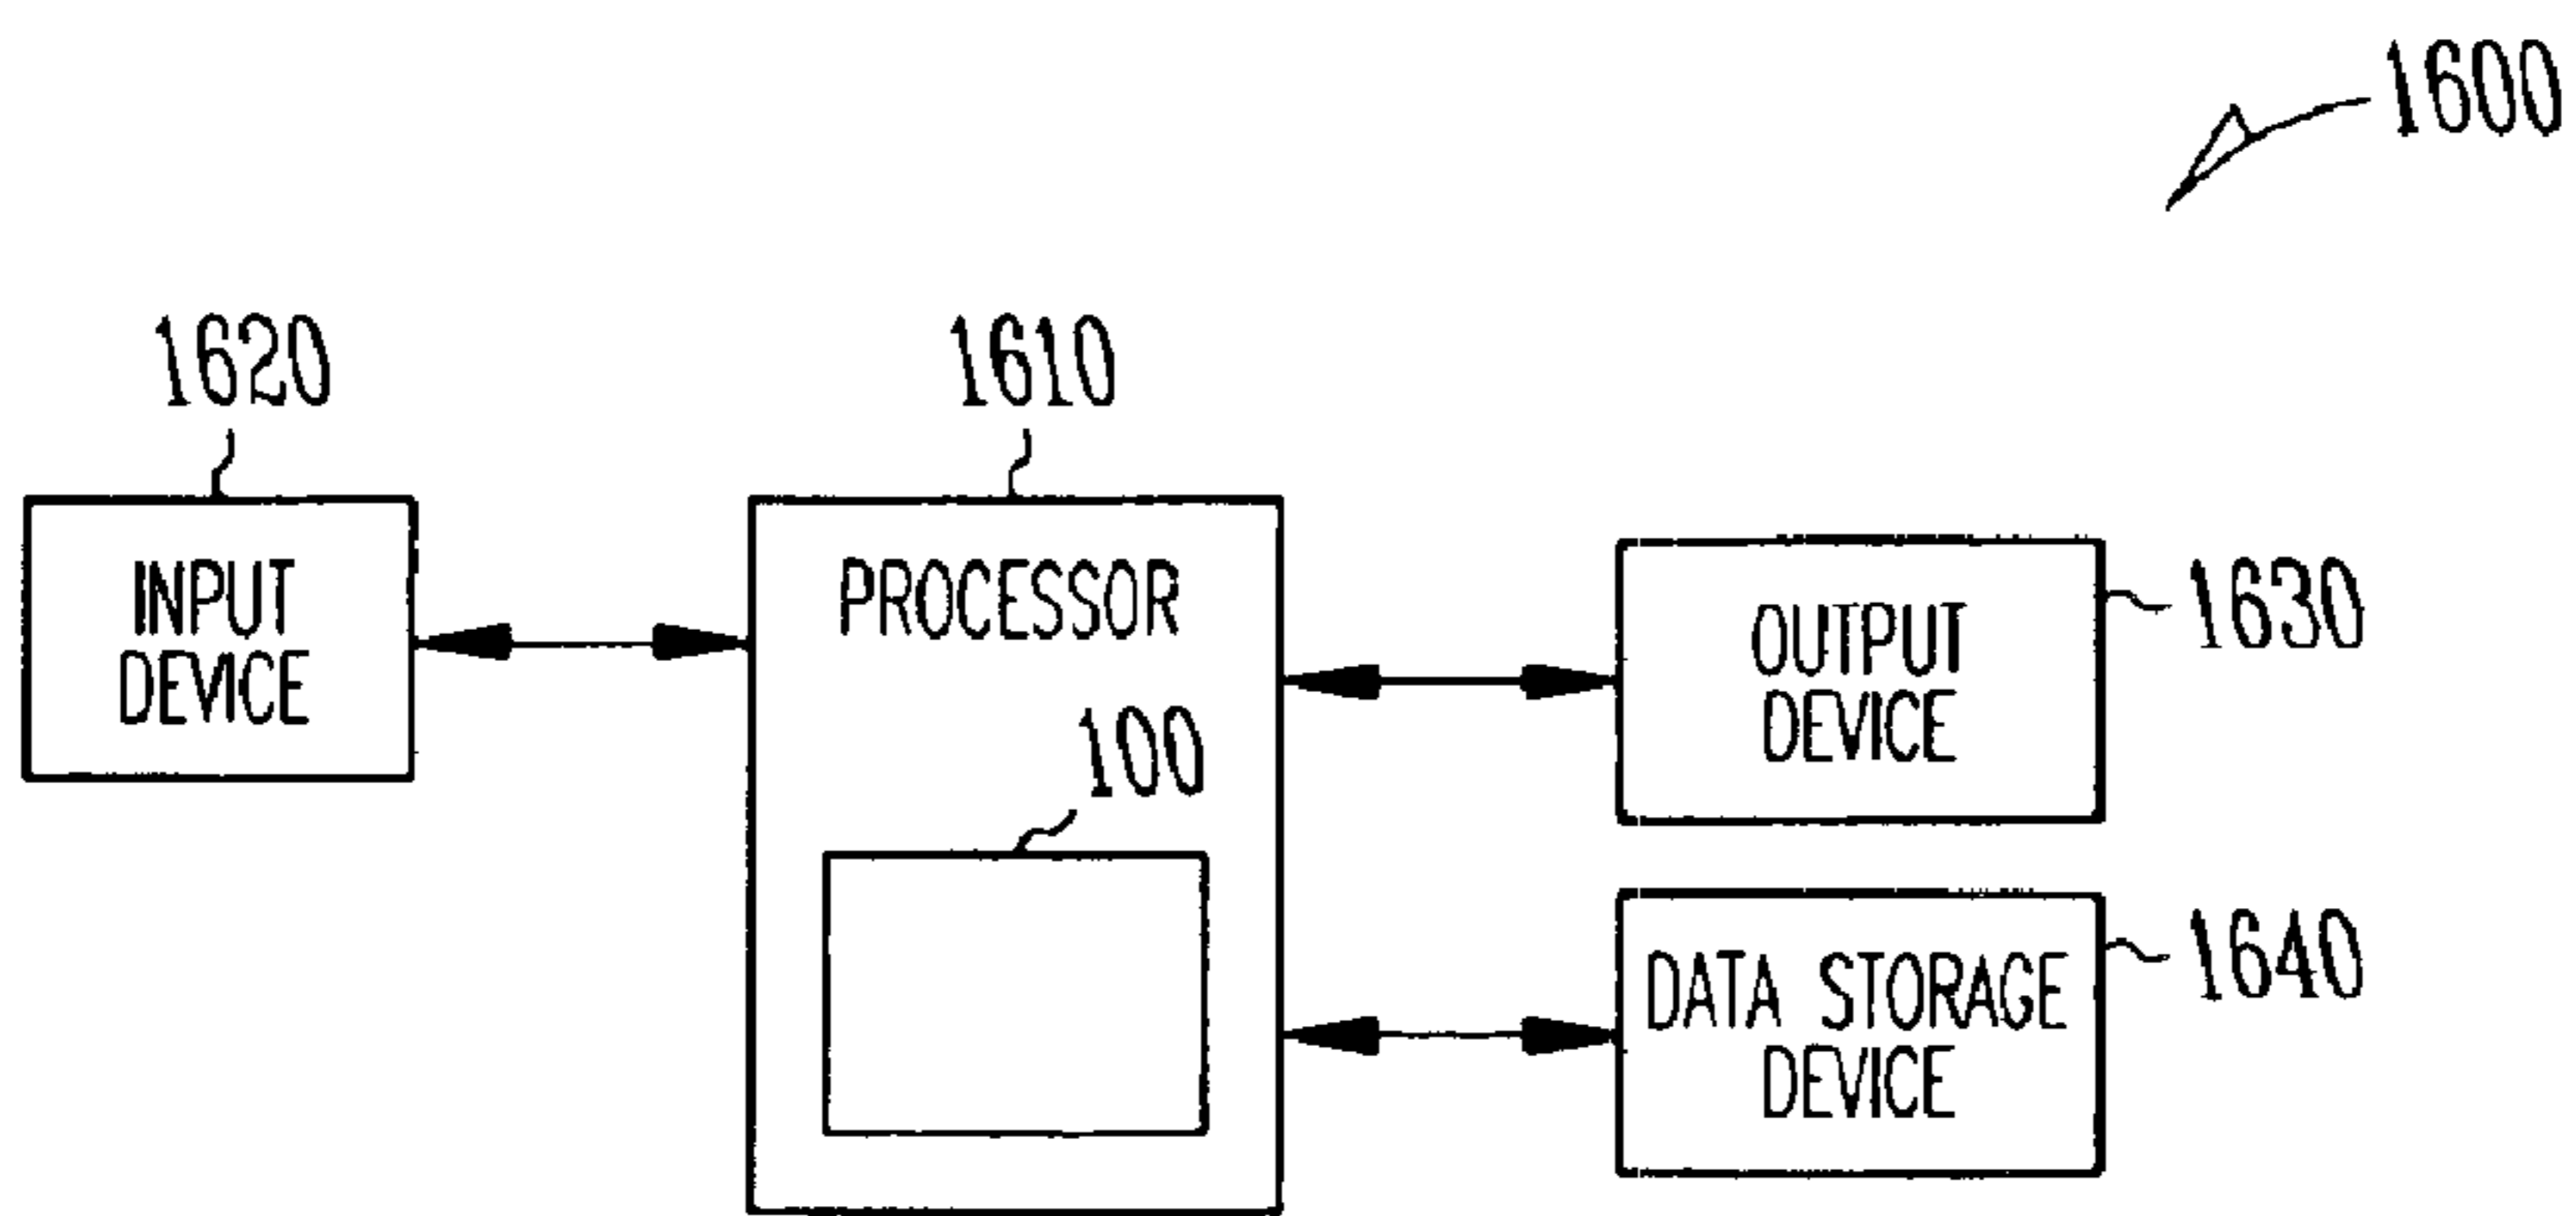 1600
1620
1610
INPUT
DEVICE
PROCESSOR
100
OUTPUT
DEVICE
1630
DATA STORAGE
DEVICE
1640